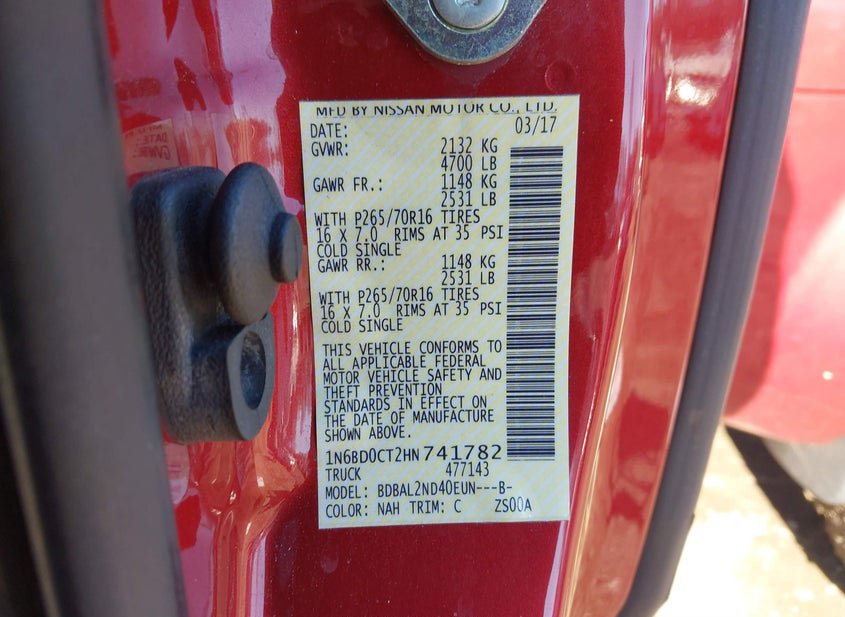 MFD BY NISSAN MOTOR CO., LTD.
DATE: 03/17
GVWR: 2132 KG
4700 LB
GAWR FR.: 1148 KG
2531 LB
WITH P265/70R16 TIRES
16 X 7.0 RIMS AT 35 PSI
COLD SINGLE
GAWR RR.: 1148 KG
2531 LB
WITH P265/70R16 TIRES
16 X 7.0 RIMS AT 35 PSI
COLD SINGLE
THIS VEHICLE CONFORMS TO
ALL APPLICABLE FEDERAL
MOTOR VEHICLE SAFETY AND
THEFT PREVENTION
STANDARDS IN EFFECT ON
THE DATE OF MANUFACTURE
SHOWN ABOVE.
1N6BD0CT2HN741782
TRUCK 477143
MODEL: BDBAL2ND40EUN---B-
COLOR: NAH TRIM: C ZS00A